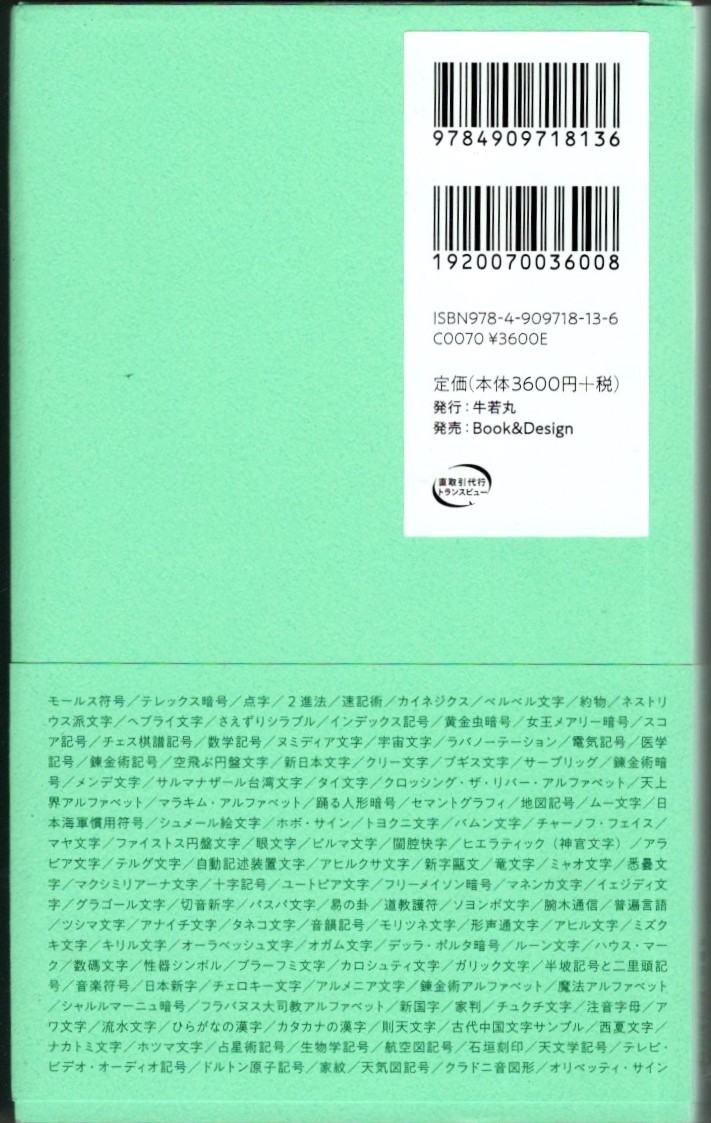 9784909718136
1920070036008
ISBN978-4-909718-13-6
C0070 ¥3600E
定価(本体3600円+税)
発行：牛若丸
発売：Book&Design
直取引代行
トランスビュー
モールス符号／テレックス暗号／点字／2進法／速記術／カイネジクス／ベルベル文字／約物／ネストリ
ウス派文字／ヘブライ文字／さえずりシラブル／インデックス記号／黄金虫暗号／女王メアリー暗号／スコ
ア記号／チェス棋譜記号／数学記号／ヌミディア文字／宇宙文字／ラバノーテーション／電気記号／医学
記号／錬金術記号／空飛ぶ円盤文字／新日本文字／クリー文字／ブギス文字／サーブリッグ／錬金術暗
号／メンデ文字／サルマナザール台湾文字／タイ文字／クロッシング・ザ・リバー・アルファベット／天上
界アルファベット／マラキム・アルファベット／踊る人形暗号／セマントグラフィ／地図記号／ムー文字／日
本海軍慣用符号／シュメール絵文字／ホボ・サイン／トヨクニ文字／バムン文字／チャーノフ・フェイス／
マヤ文字／ファイストス円盤文字／眼文字／ビルマ文字／闇腔快字／ヒエラティック（神官文字）／アラ
ビア文字／テルグ文字／自動記述装置文字／アヒルクサ文字／新字甌文／竜文字／ミャオ文字／悉曇文
字／マクシミリアーナ文字／十字記号／ユートピア文字／フリーメイソン暗号／マネンカ文字／イェジディ文
字／グラゴール文字／切音新字／パスパ文字／易の卦／道教護符／ソヨンボ文字／腕木通信／普遍言語
／ツシマ文字／アナイチ文字／タネコ文字／音韻記号／モリツネ文字／形声通文字／アヒル文字／ミズク
キ文字／キリル文字／オーラベッシュ文字／オガム文字／デッラ・ポルタ暗号／ルーン文字／ハウス・マー
ク／数碼文字／性器シンボル／ブラーフミ文字／カロシュティ文字／ガリック文字／半坡記号と二里頭記
号／音楽符号／日本新字／チェロキー文字／アルメニア文字／錬金術アルファベット／魔法アルファベット
／シャルルマーニュ暗号／フラバヌス大司教アルファベット／新国字／家判／チュクチ文字／注音字母／ア
ワ文字／流水文字／ひらがなの漢字／カタカナの漢字／則天文字／古代中国文字サンプル／西夏文字／
ナカトミ文字／ホツマ文字／占星術記号／生物学記号／航空図記号／石垣刻印／天文学記号／テレビ・
ビデオ・オーディオ記号／ドルトン原子記号／家紋／天気図記号／クラドニ音図形／オリベッティ・サイン